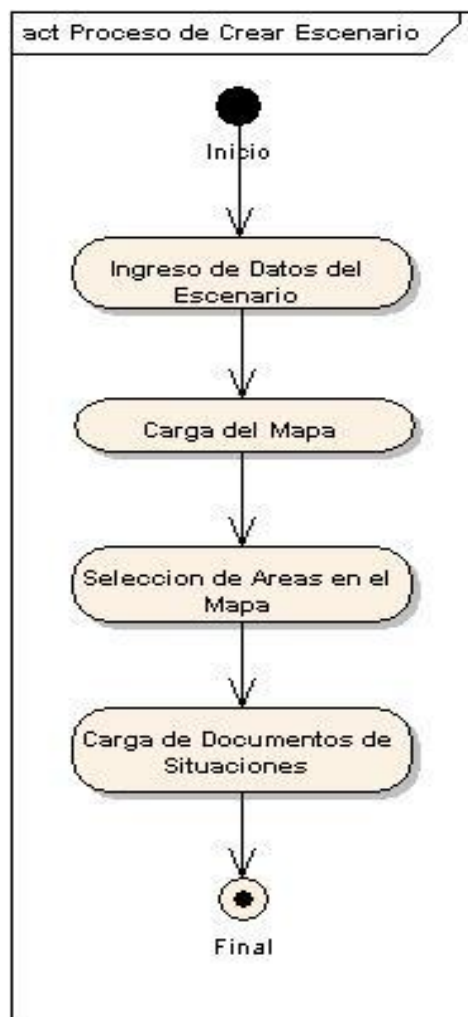 act Proceso de Crear Escenario
Inicio
Ingreso de Datos del
Escenario
Carga del Mapa
Seleccion de Areas en el
Mapa
Carga de Documentos de
Situaciones
Final